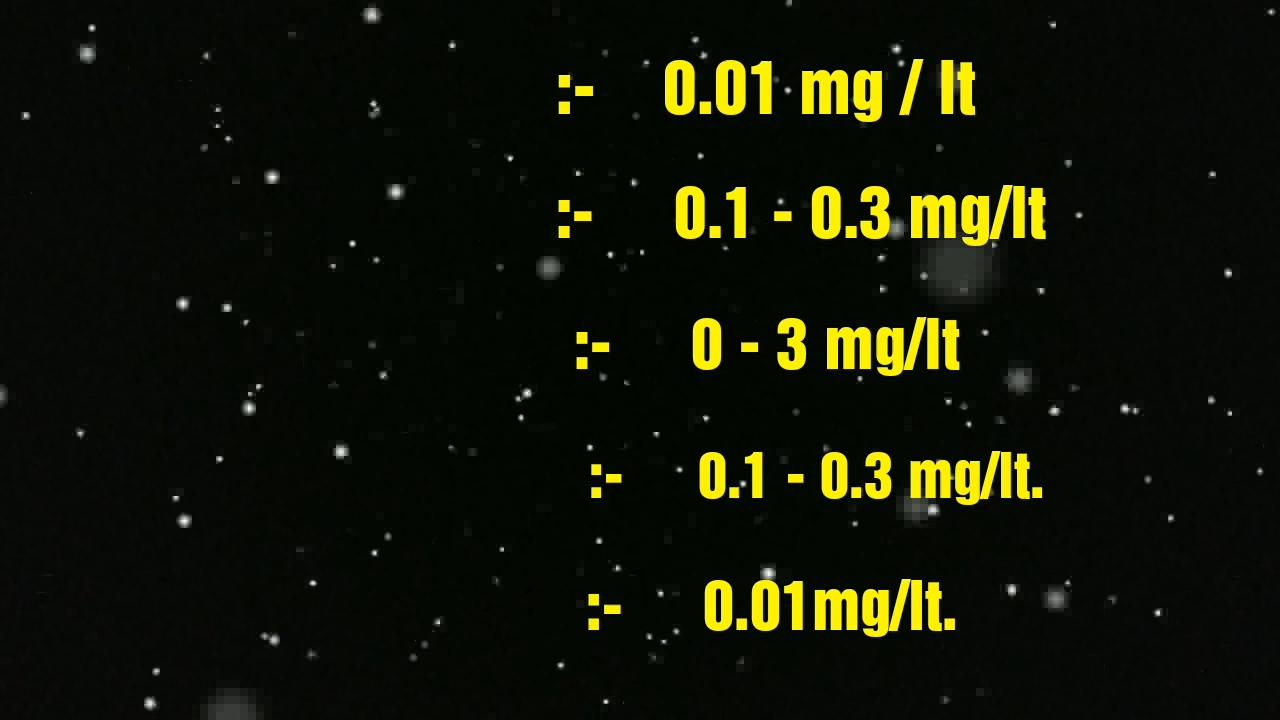 :- 0.01 mg / lt
:- 0.1 - 0.3 mg/lt
:- 0 - 3 mg/lt
:- 0.1 - 0.3 mg/lt.
:- 0.01mg/lt.